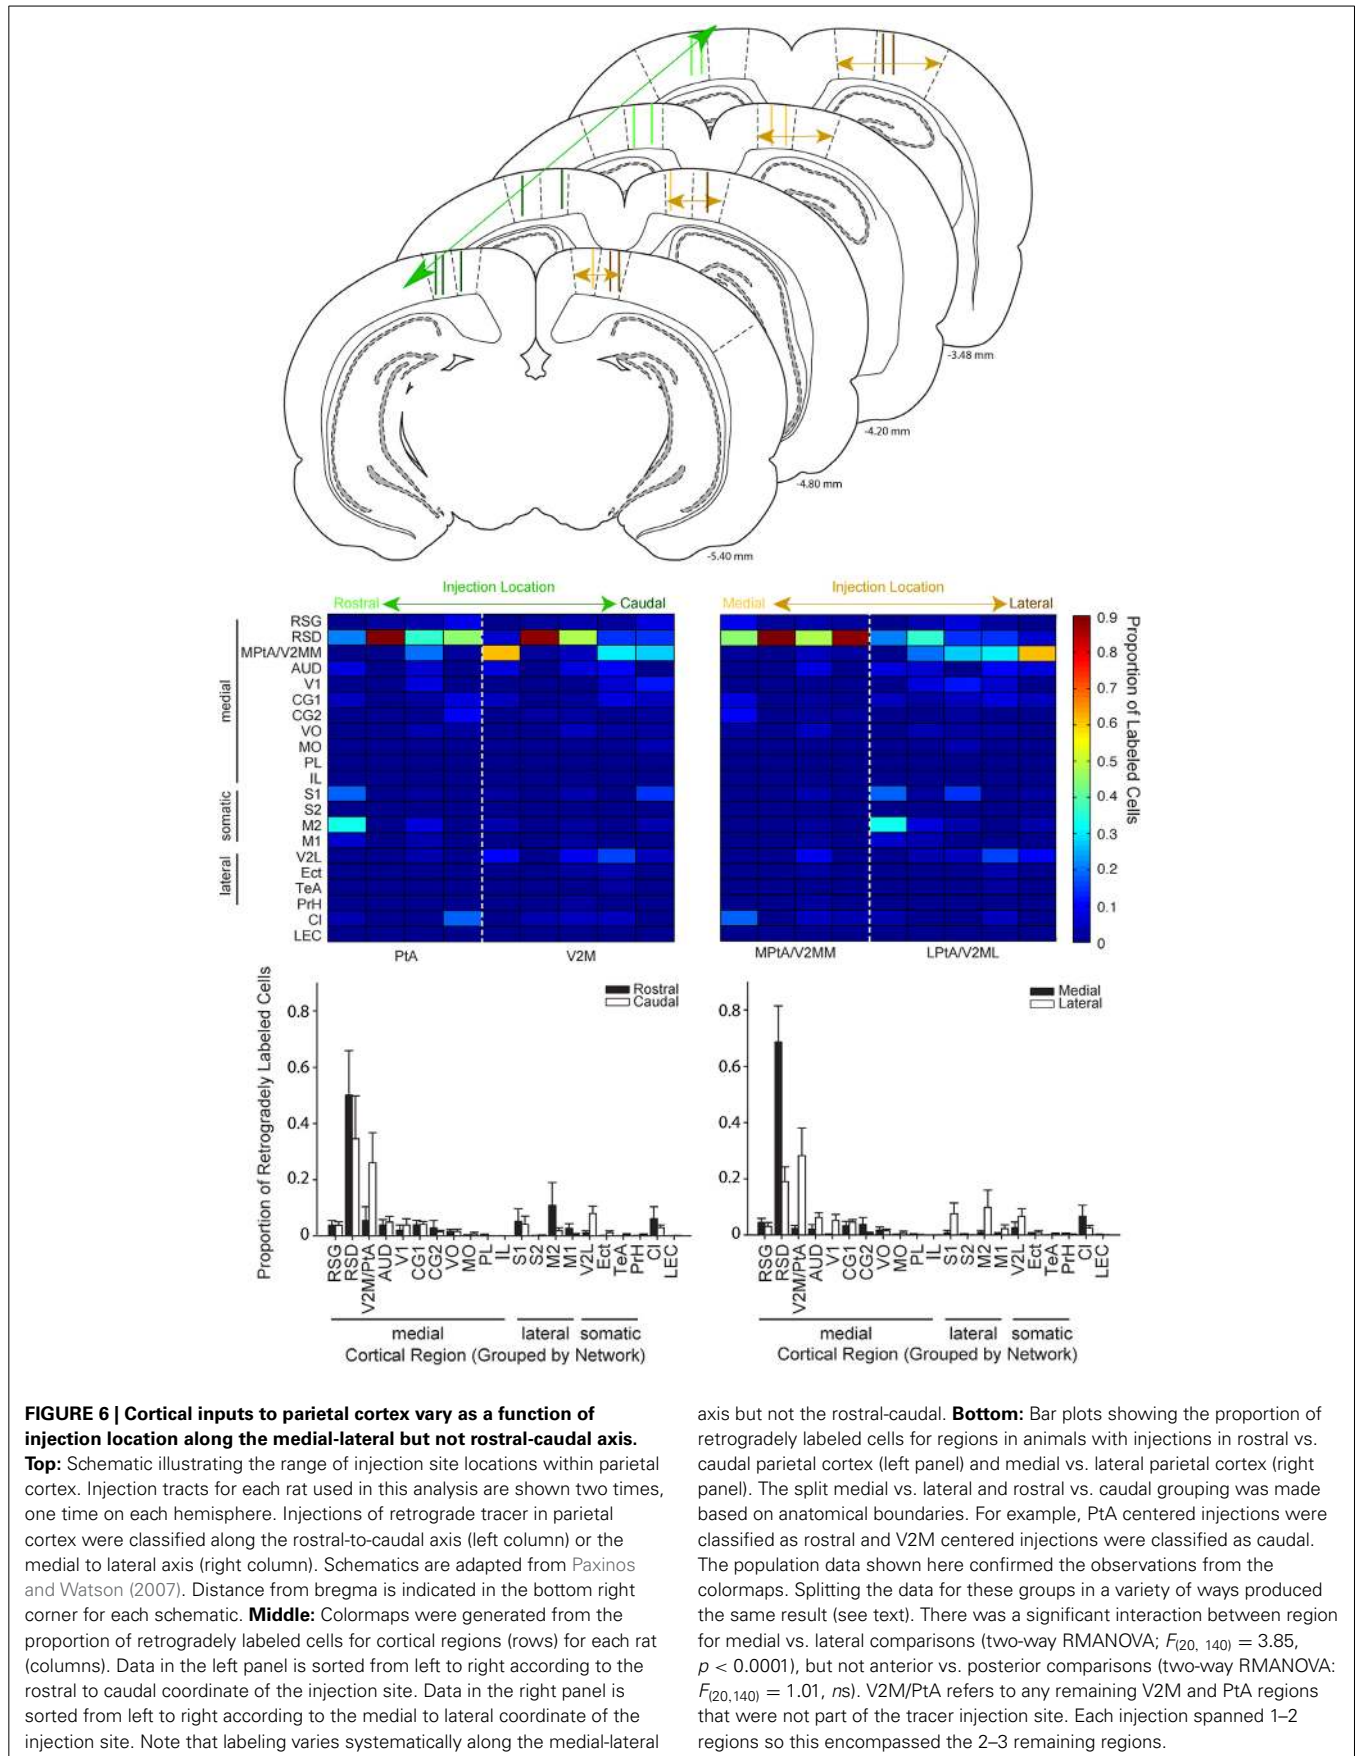 -3.48 mm
-4.20 mm
-4.80 mm
-5.40 mm
Injection Location
Rostral Caudal
RSG
RSD
MPtA/V2MM
AUD
V1
CG1
CG2
VO
MO
PL
IL
S1
S2
M2
M1
V2L
Ect
TeA
PrH
Cl
LEC
medial
somatic
lateral
PtA V2M
Injection Location
Medial Lateral
MPtA/V2MM LPtA/V2ML
0.9
0.8
0.7
0.6
0.5
0.4
0.3
0.2
0.1
0
Proportion of Labeled Cells
Proportion of Retrogradely Labeled Cells
0.8
0.6
0.4
0.2
0
Rostral
Caudal
RSG RSD V2M/PtA AUD V1 CG1 CG2 VO MO PL IL S1 S2 M2 M1 V2L Ect TeA PrH Cl LEC
medial lateral somatic
Cortical Region (Grouped by Network)
0.8
0.6
0.4
0.2
0
Medial
Lateral
RSG RSD V2M/PtA AUD V1 CG1 CG2 VO MO PL IL S1 S2 M2 M1 V2L Ect TeA PrH Cl LEC
medial lateral somatic
Cortical Region (Grouped by Network)
FIGURE 6 | Cortical inputs to parietal cortex vary as a function of
injection location along the medial-lateral but not rostral-caudal axis.
Top: Schematic illustrating the range of injection site locations within parietal
cortex. Injection tracts for each rat used in this analysis are shown two times,
one time on each hemisphere. Injections of retrograde tracer in parietal
cortex were classified along the rostral-to-caudal axis (left column) or the
medial to lateral axis (right column). Schematics are adapted from Paxinos
and Watson (2007). Distance from bregma is indicated in the bottom right
corner for each schematic. Middle: Colormaps were generated from the
proportion of retrogradely labeled cells for cortical regions (rows) for each rat
(columns). Data in the left panel is sorted from left to right according to the
rostral to caudal coordinate of the injection site. Data in the right panel is
sorted from left to right according to the medial to lateral coordinate of the
injection site. Note that labeling varies systematically along the medial-lateral
axis but not the rostral-caudal. Bottom: Bar plots showing the proportion of
retrogradely labeled cells for regions in animals with injections in rostral vs.
caudal parietal cortex (left panel) and medial vs. lateral parietal cortex (right
panel). The split medial vs. lateral and rostral vs. caudal grouping was made
based on anatomical boundaries. For example, PtA centered injections were
classified as rostral and V2M centered injections were classified as caudal.
The population data shown here confirmed the observations from the
colormaps. Splitting the data for these groups in a variety of ways produced
the same result (see text). There was a significant interaction between region
for medial vs. lateral comparisons (two-way RMANOVA; F(20, 140) = 3.85,
p < 0.0001), but not anterior vs. posterior comparisons (two-way RMANOVA:
F(20,140) = 1.01, ns). V2M/PtA refers to any remaining V2M and PtA regions
that were not part of the tracer injection site. Each injection spanned 1–2
regions so this encompassed the 2–3 remaining regions.